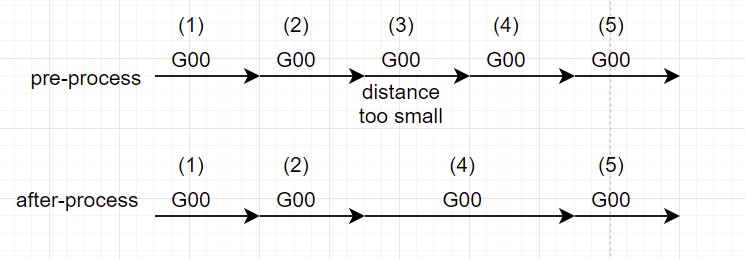 (1) (2) (3) (4) (5)
G00 G00 G00 G00 G00
pre-process
distance
too small
(1) (2) (4) (5)
G00 G00 G00 G00
after-process